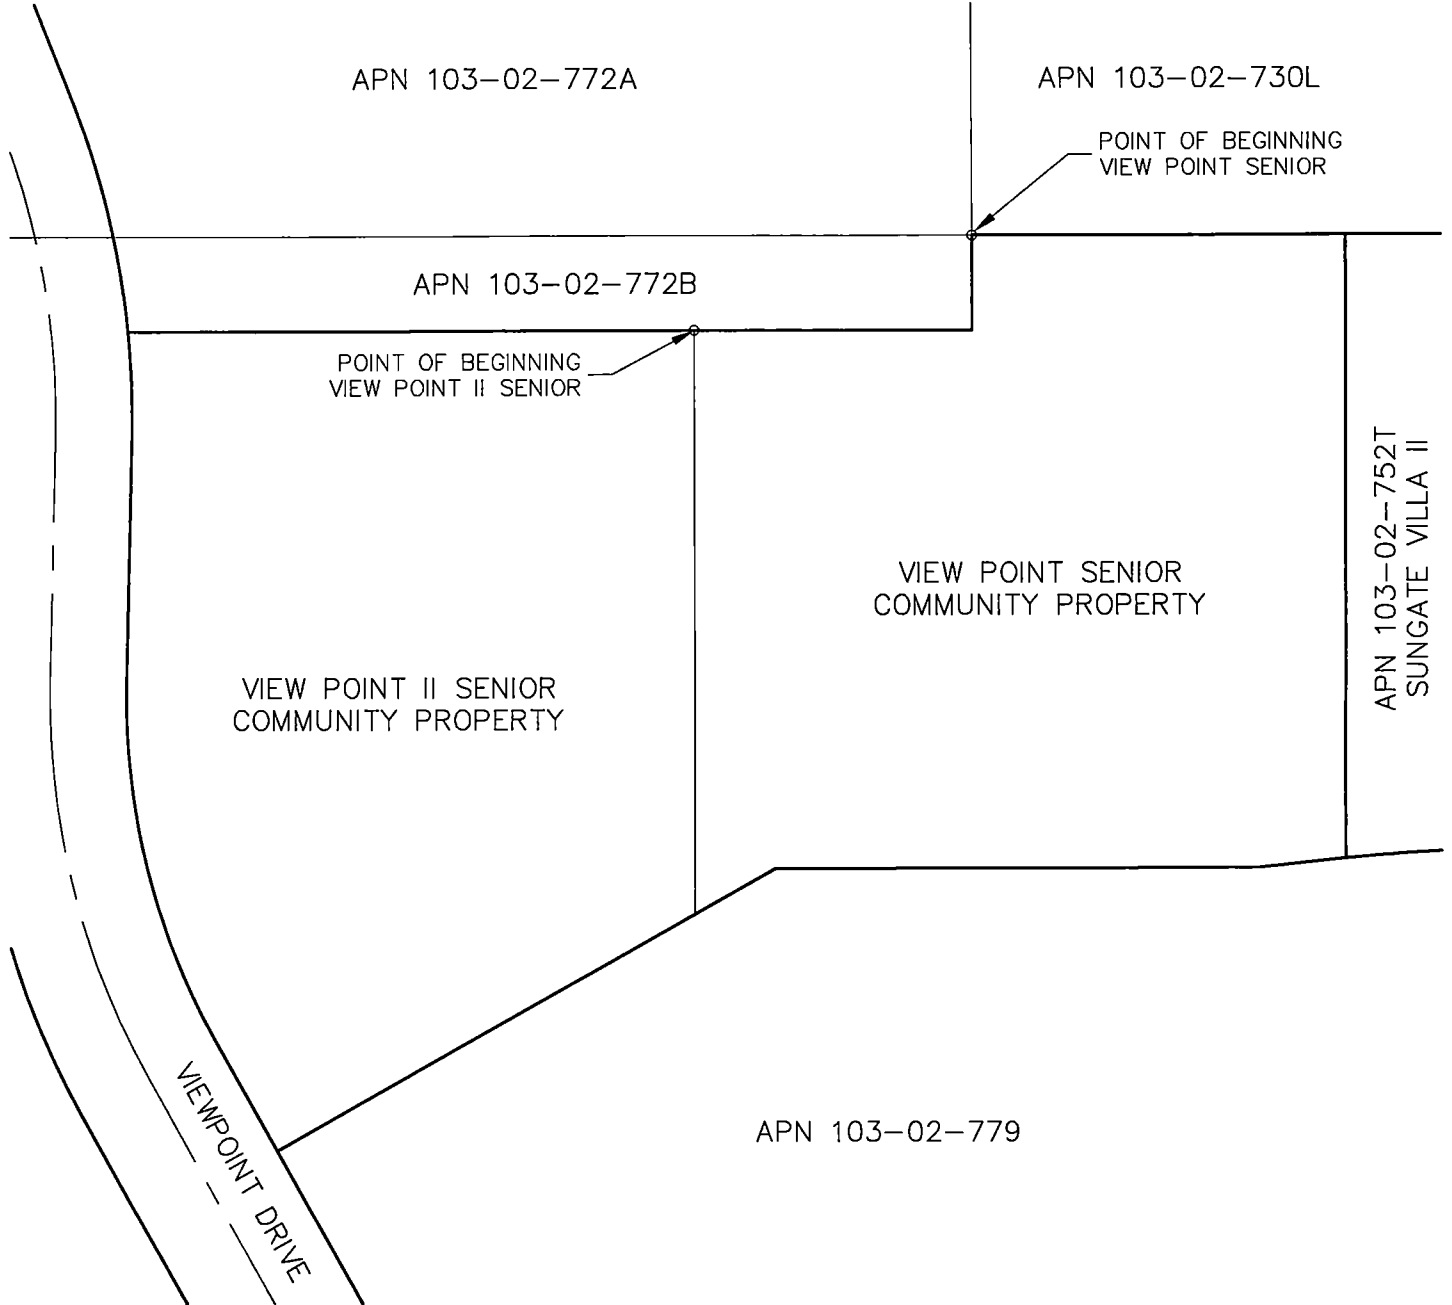 APN 103-02-772A
APN 103-02-730L
POINT OF BEGINNING
VIEW POINT SENIOR
APN 103-02-772B
POINT OF BEGINNING
VIEW POINT II SENIOR
APN 103-02-752T
SUNGATE VILLA II
VIEW POINT SENIOR
COMMUNITY PROPERTY
VIEW POINT II SENIOR
COMMUNITY PROPERTY
VIEWPOINT DRIVE
APN 103-02-779